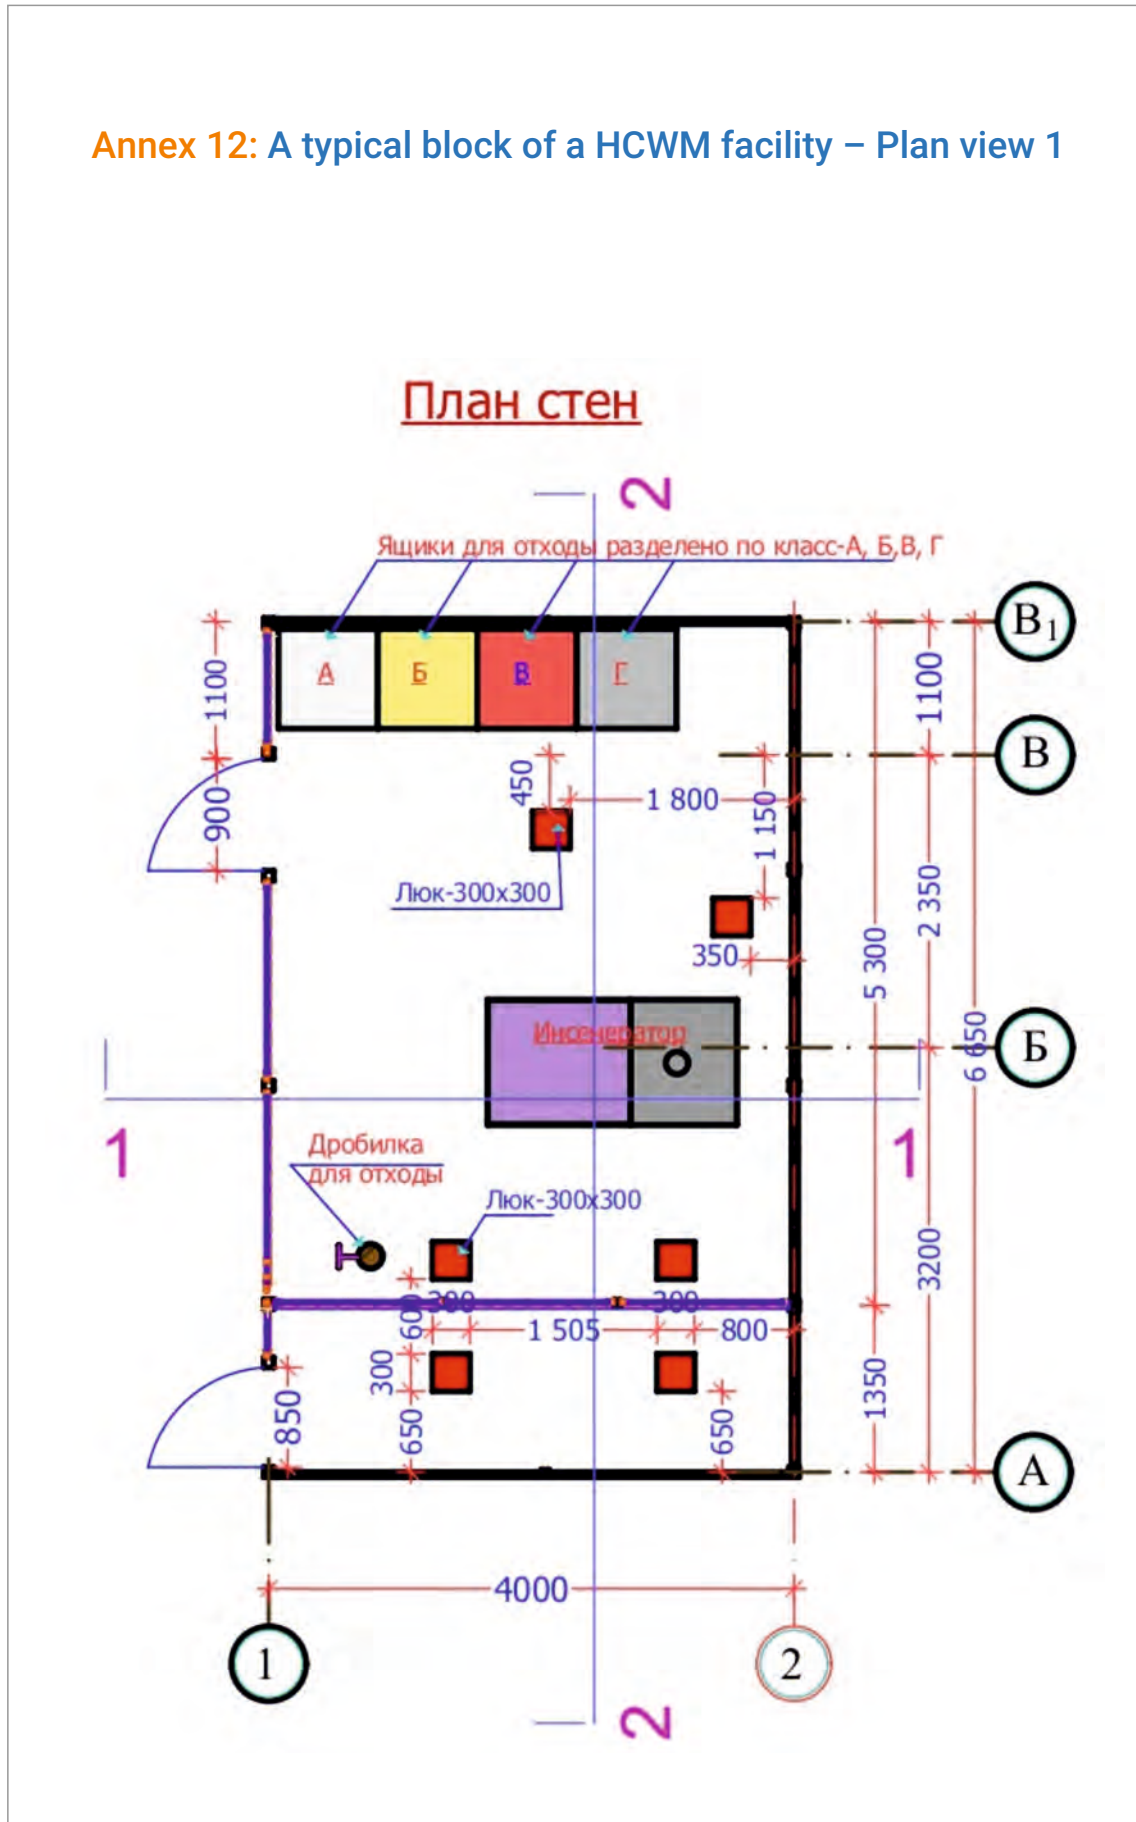 Annex 12: A typical block of a HCWM facility – Plan view 1
План стен
2
Ящики для отходы разделено по класс-А, Б,В, Г
В1
А
Б
В
Г
1100
1100
В
900
450
1 800
1 150
Люк-300x300
2 350
350
5 300
6 650
Инсенератор
Б
1
1
Дробилка
для отходы
Люк-300x300
3200
600
300
300
1 505
800
300
1350
850
650
650
А
4000
1
2
2